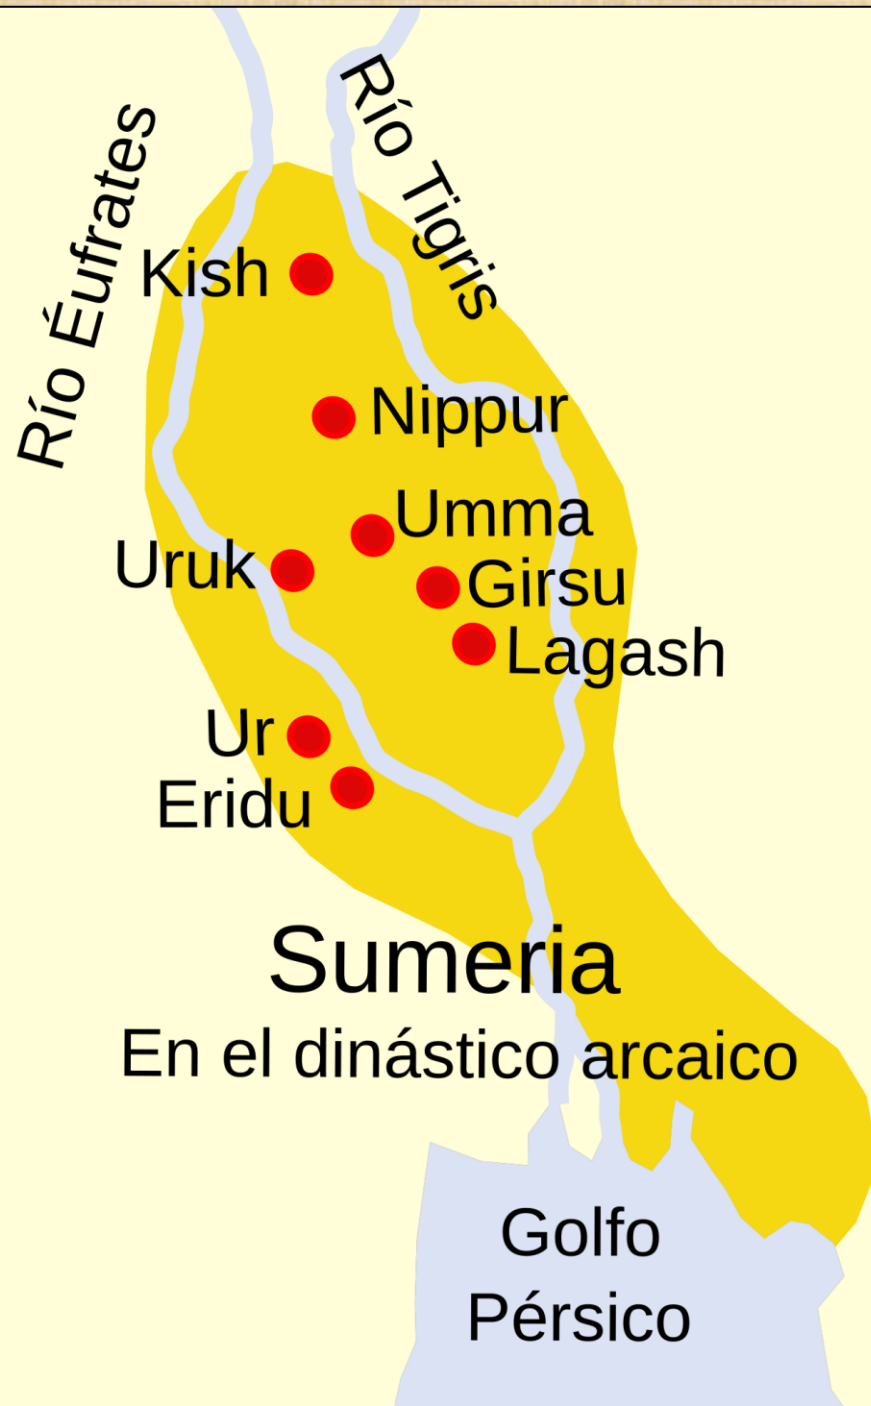 Río Éufrates
Río Tigris
Kish
Nippur
Umma
Uruk
Girsu
Lagash
Ur
Eridu
Sumeria
En el dinástico arcaico
Golfo
Pérsico